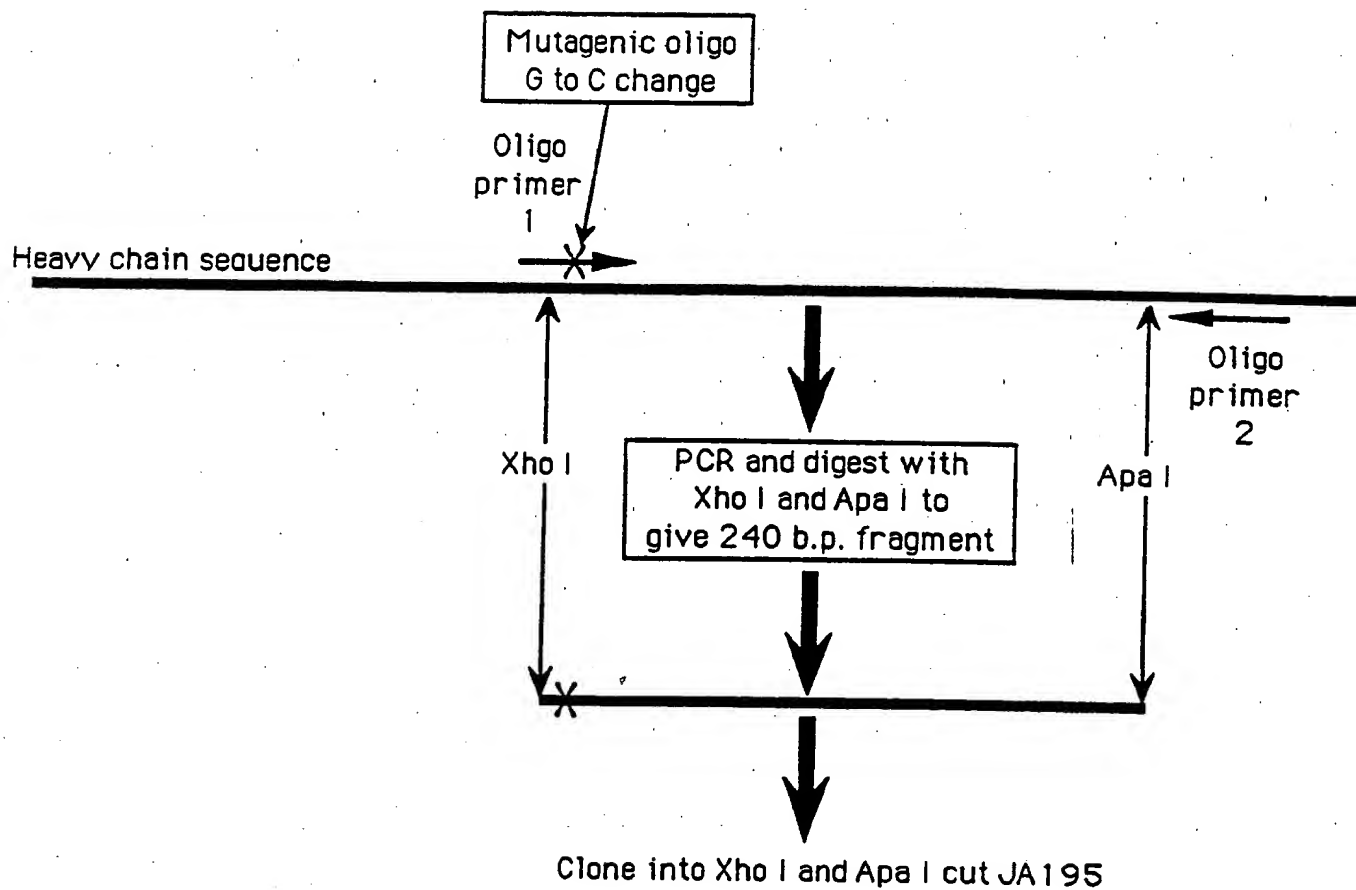 Mutagenic oligo
G to C change
Oligo
primer
1
Heavy chain sequence
Oligo
primer
2
Xho I
PCR and digest with
Xho I and Apa I to
give 240 b.p. fragment
Apa I
Clone into Xho I and Apa I cut JA195